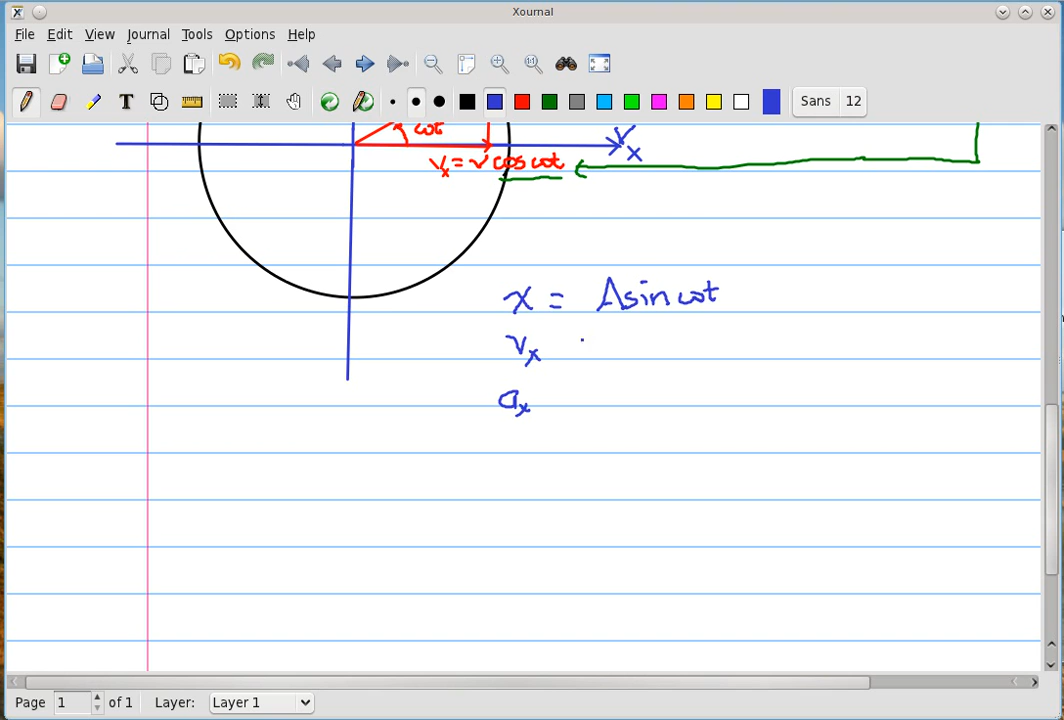 Xournal
File Edit View Journal Tools Options Help
T Sans 12
ωt
V
x
vx = v cos ωt
x = A sin ωt
vx
ax
Page 1 of 1 Layer: Layer 1